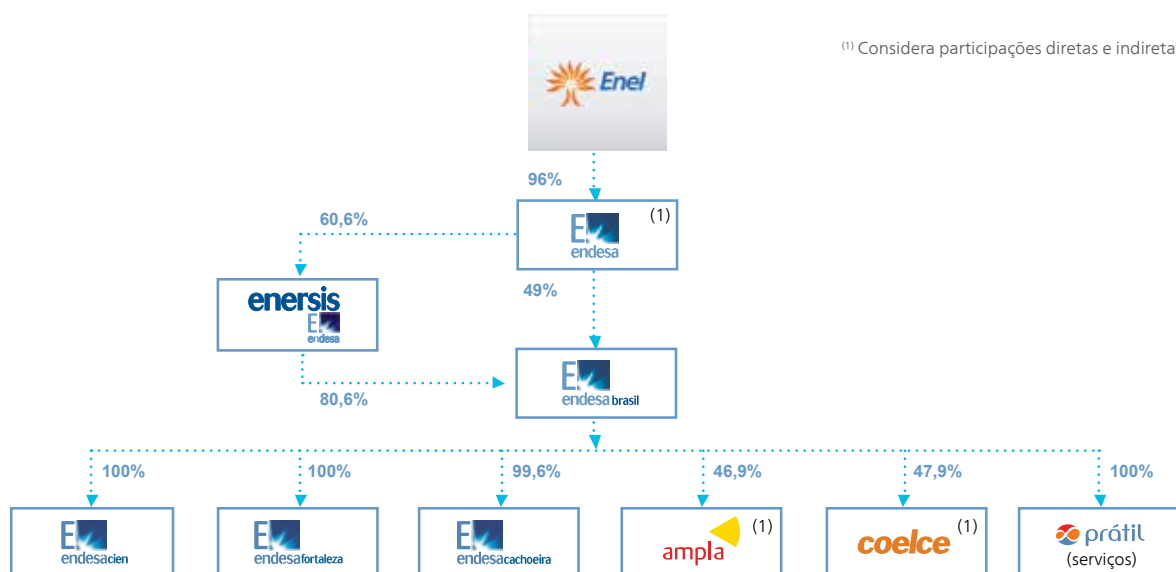 Enel
(1) Considera participações diretas e indireta
96%
60,6%
(1)
endesa
enersis
endesa
49%
80,6%
endesa brasil
100%
100%
99,6%
46,9%
47,9%
100%
endesacien
endesafortaleza
endesacachoeira
ampla
(1)
coelce
(1)
prátil
(serviços)